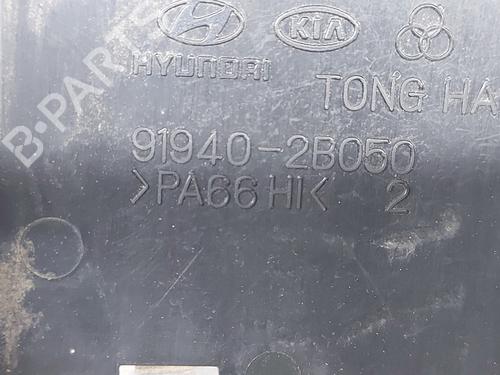 B-PARTS
KIA
HYUNDAI
TONG HA
91940-2B050
>PA66 HI< 2